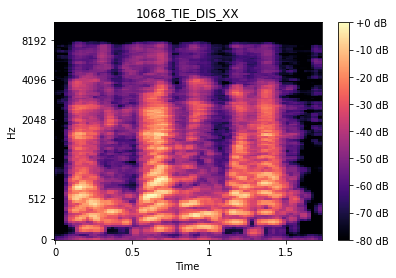 1068_TIE_DIS_XX
+0 dB
8192
-10 dB
4096
-20 dB
-30 dB
2048
Hz
-40 dB
1024
-50 dB
512
-60 dB
-70 dB
0
-80 dB
0
0.5
1
1.5
Time